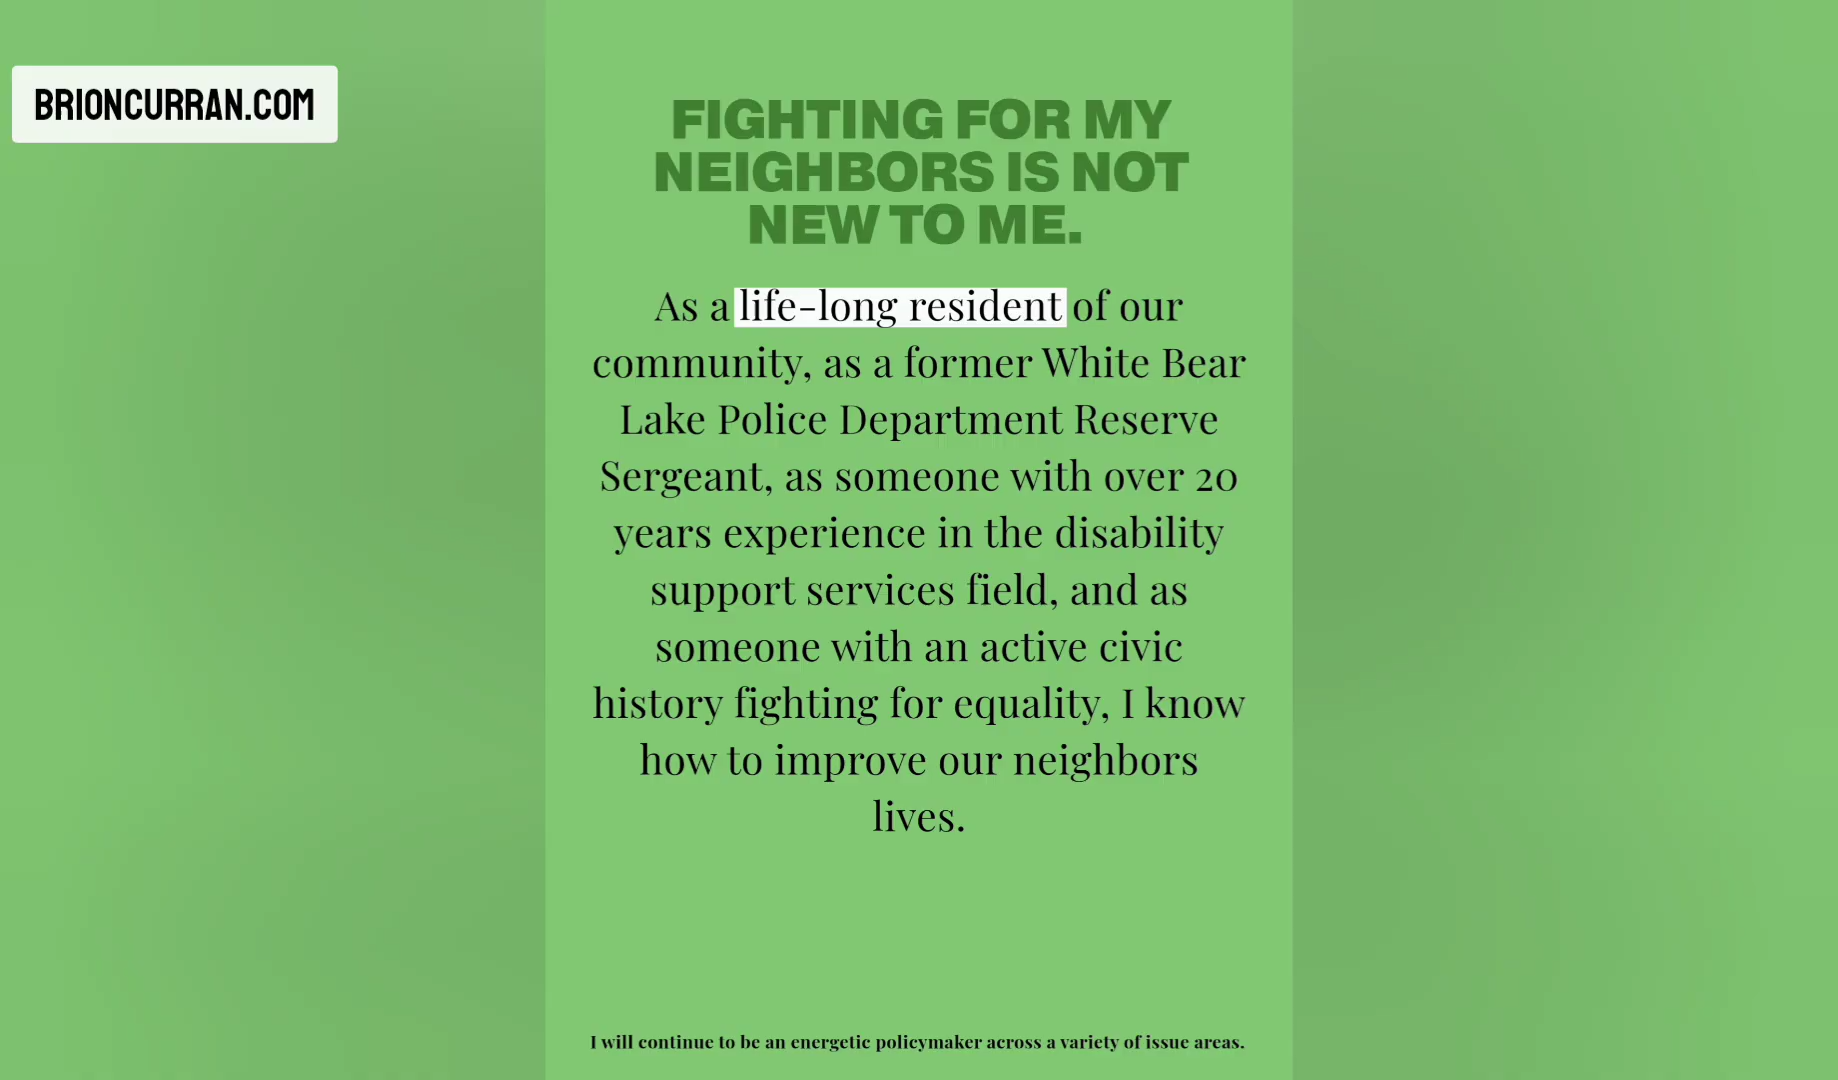 BRIONCURRAN.COM
FIGHTING FOR MY
NEIGHBORS IS NOT
NEW TO ME.
As a life-long resident of our
community, as a former White Bear
Lake Police Department Reserve
Sergeant, as someone with over 20
years experience in the disability
support services field, and as
someone with an active civic
history fighting for equality, I know
how to improve our neighbors
lives.
I will continue to be an energetic policymaker across a variety of issue areas.